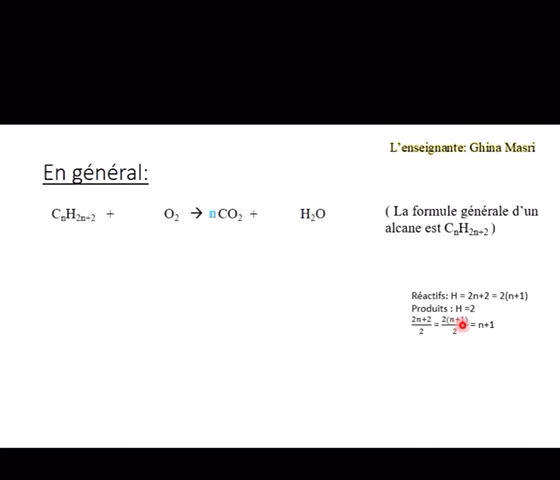 L'enseignante: Ghina Masri
En général:
CₙH₂ₙ₊₂ + O₂ → nCO₂ + H₂O
( La formule générale d'un
alcane est CₙH₂ₙ₊₂ )
Réactifs: H = 2n+2 = 2(n+1)
Produits : H =2
(2n+2)/2 = 2(n+1)/2 = n+1